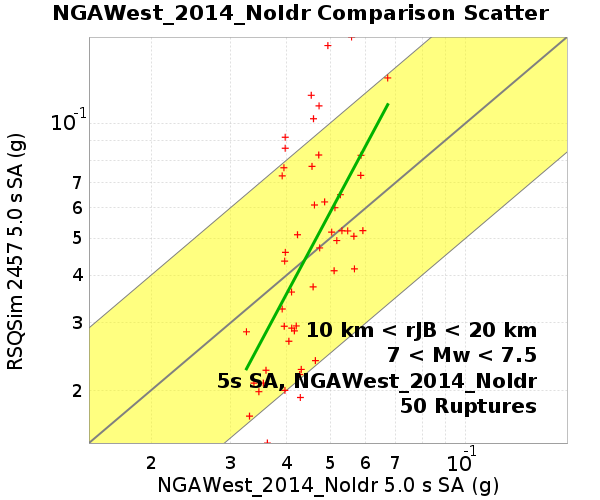 NGAWest_2014_NoIdr Comparison Scatter
RSQSim 2457 5.0 s SA (g)
10-1
7
6
5
4
3
2
10 km < rJB < 20 km
7 < Mw < 7.5
5s SA, NGAWest_2014_NoIdr
50 Ruptures
2 3 4 5 6 7 10-1
NGAWest_2014_NoIdr 5.0 s SA (g)